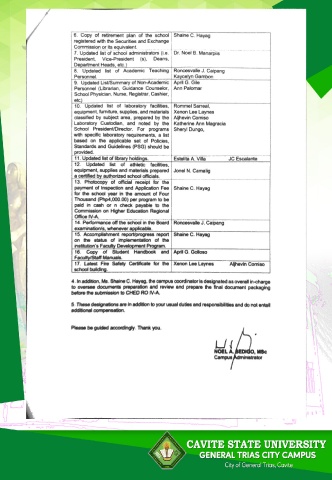 6. Copy of retirement plan of the school Shaine C. Hayag
registered with the Securities and Exchange
Commission or its equivalent.
7. Updated list of school administrators (i.e. Dr. Noel B. Manarpiis
President, Vice-President (s), Deans,
Department Heads, etc.)
8. Updated list of Academic Teaching Roncesvalle J. Caipang
Personnel Kaycelyn Gamboo
9. Updated List/Summary of Non-Academic April G. Gile
Personnel (Librarian, Guidance Counselor, Ann Palomar
School Physician, Nurse, Registrar, Cashier,
etc).
10. Updated list of laboratory facilities, Rommel Sarreal,
equipment, furniture, supplies, and materials Xenon Lee Laynes
classified by subject area, prepared by the Aljhevin Comiso
Laboratory Custodian, and noted by the Katherine Ann Magracia
School President/Director. For programs Sheryl Dungo,
with specific laboratory requirements, a list
based on the applicable set of Policies,
Standards and Guidelines (PSG) should be
provided.
11. Updated list of library holdings. Estelita A. Villa JC Escalante
12. Updated list of athletic facilities,
equipment, supplies and materials prepared Jonel N.
a certified by authorized school officials.
13. Photocopy of official receipt for the
payment of Inspection and Application Fee Shaine C. Hayag
for the school year in the amount of Four
Thousand (Php4,000.00) per program to be
paid in cash or n check payable to the
Commission on Higher Education Regional
Office IV-A.
14. Performance off the school in the Board Roncesvalle J. Caipang
examinations, whenever applicable.
15. Accomplishment report/progress report Shaine C. Hayag
on the status of implementation of the
institution's Faculty Development Program.
16. Copy of Student Handbook and April G. Golloso
Faculty/Staff Manuals.
17. Latest Fire Safety Certificate for the Xenon Lee Laynes Aljhevin Comiso
school building.
4. In addition, Ms. Shaine C. Hayag, the campus coordinator is designated as overall in-charge
to oversee documents preparation and review and prepare the final document packaging
before the submission to CHED RO IV-A.
5. These designations are in addition to your usual duties and responsibilities and do not entail
additional compensation.
Please be guided accordingly. Thank you.
NOEL A. SEDIGO, MBc
Campus Administrator
CAVITE STATE UNIVERSITY
GENERAL TRIAS CITY CAMPUS
City of General Trias, Cavite